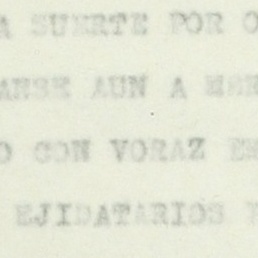 A SUERTE POR
ANSE AUN A
O CON VORAZ
EJIDATARIOS